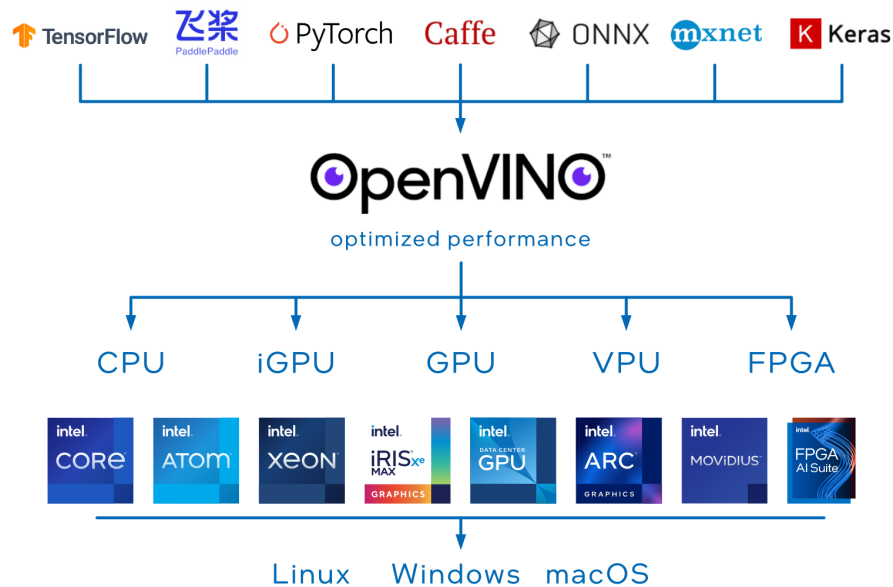 TensorFlow
飞桨
PaddlePaddle
PyTorch
Caffe
ONNX
mxnet
K Keras
OpenVINO™
optimized performance
CPU iGPU GPU VPU FPGA
intel.
CORE
intel.
ATOM
intel.
XEON
intel.
iRIS Xe
MAX
GRAPHICS
intel.
DATA CENTER
GPU
intel.
ARC
GRAPHICS
intel.
MOViDiUS
intel
FPGA
AI Suite
Linux Windows macOS